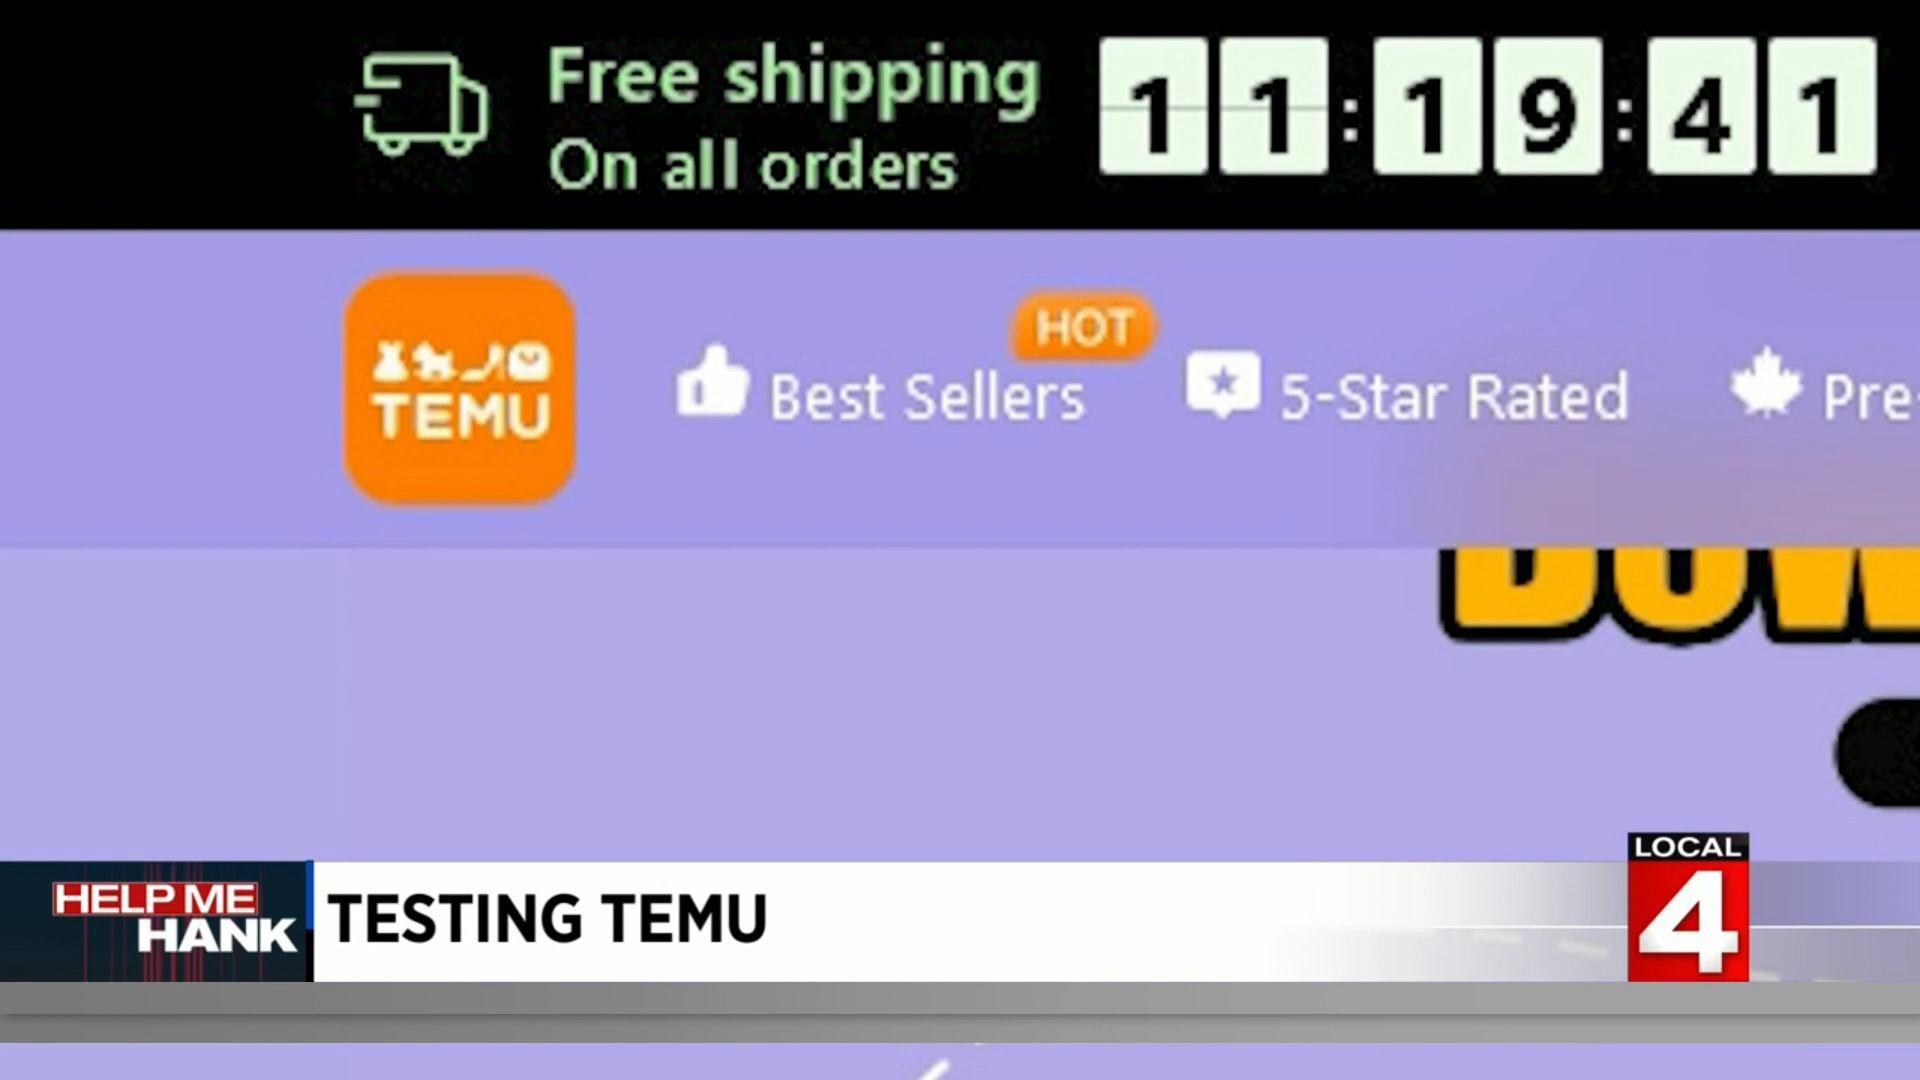 Free shipping
On all orders
11:19:41
TEMU
Best Sellers
HOT
5-Star Rated
Pre-
HELP ME
HANK
TESTING TEMU
LOCAL
4